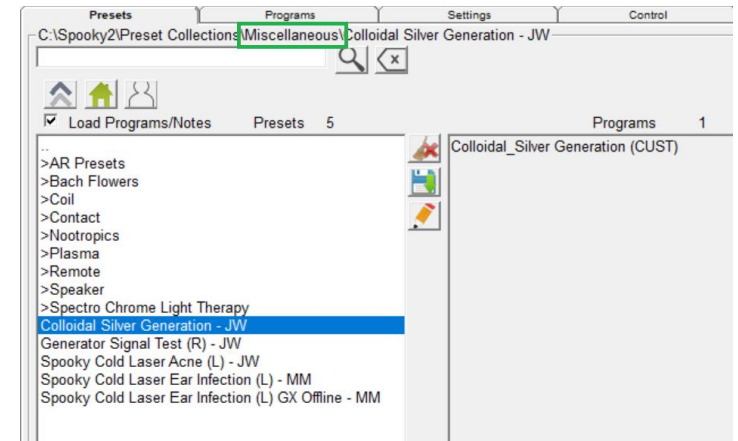 Presets Programs Settings Control
C:\Spooky2\Preset Collections\Miscellaneous\Colloidal Silver Generation - JW
Load Programs/Notes Presets 5 Programs 1
..
>AR Presets
>Bach Flowers
>Coil
>Contact
>Nootropics
>Plasma
>Remote
>Speaker
>Spectro Chrome Light Therapy
Colloidal Silver Generation - JW
Generator Signal Test (R) - JW
Spooky Cold Laser Acne (L) - JW
Spooky Cold Laser Ear Infection (L) - MM
Spooky Cold Laser Ear Infection (L) GX Offline - MM
Colloidal_Silver Generation (CUST)